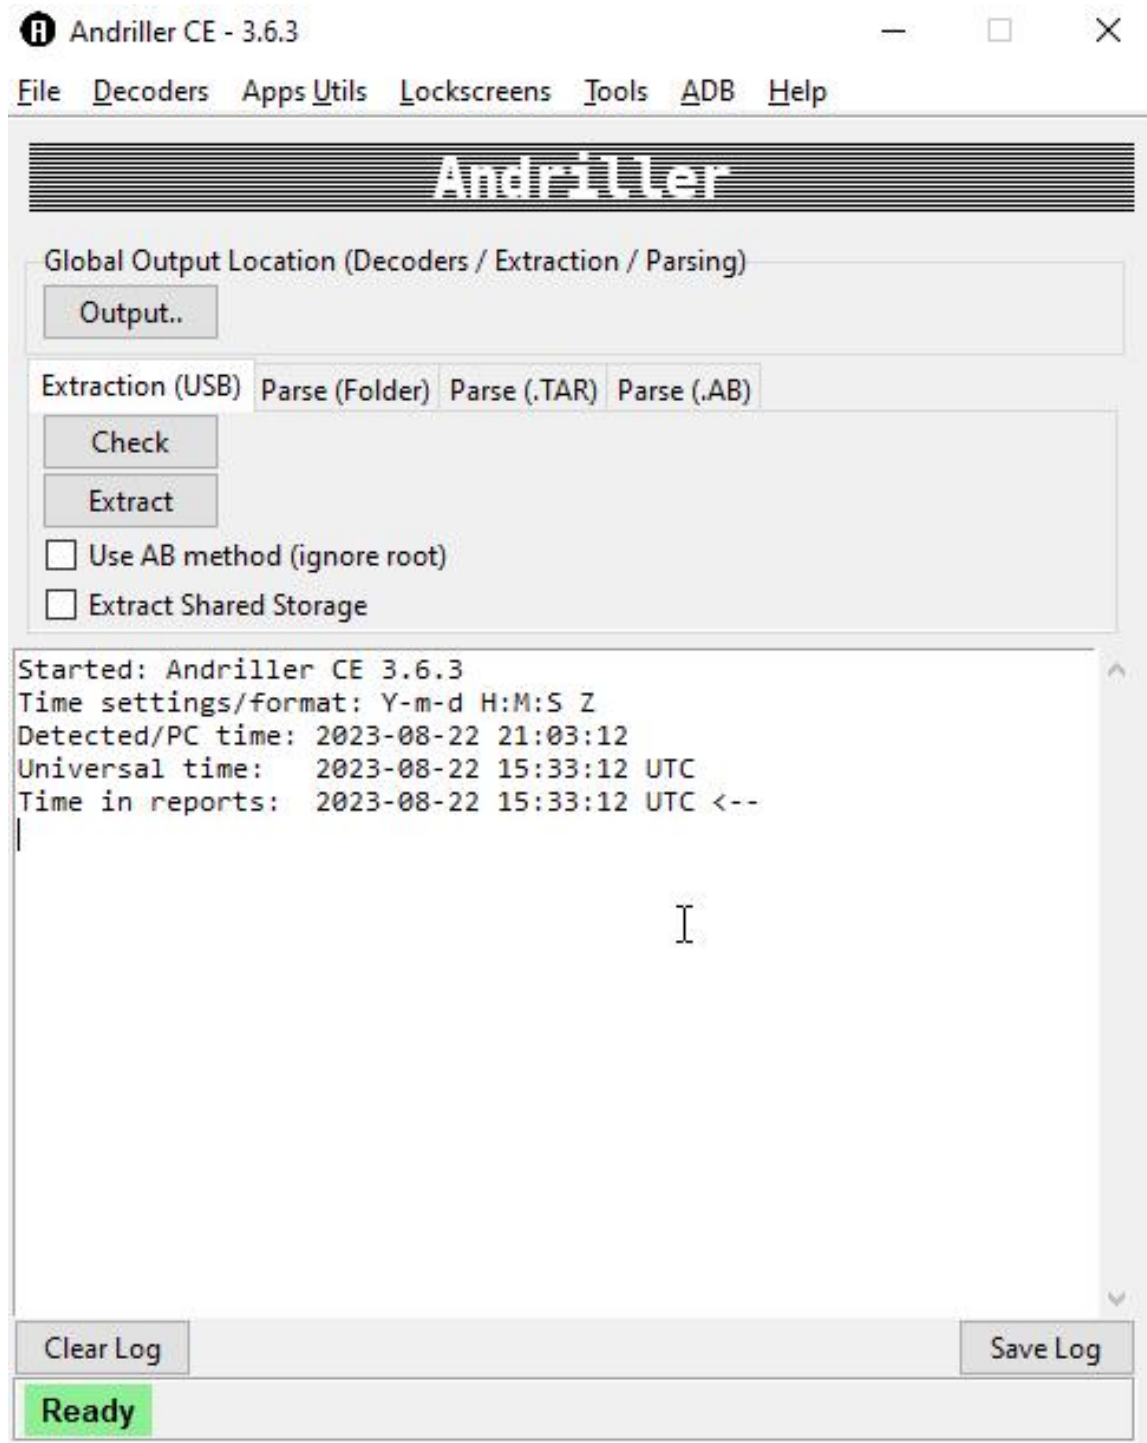 Andriller CE - 3.6.3
File Decoders Apps Utils Lockscreens Tools ADB Help
Andriller
Global Output Location (Decoders / Extraction / Parsing)
Output..
Extraction (USB) Parse (Folder) Parse (.TAR) Parse (.AB)
Check
Extract
Use AB method (ignore root)
Extract Shared Storage
Started: Andriller CE 3.6.3
Time settings/format: Y-m-d H:M:S Z
Detected/PC time: 2023-08-22 21:03:12
Universal time:   2023-08-22 15:33:12 UTC
Time in reports:  2023-08-22 15:33:12 UTC <--
Clear Log Save Log
Ready